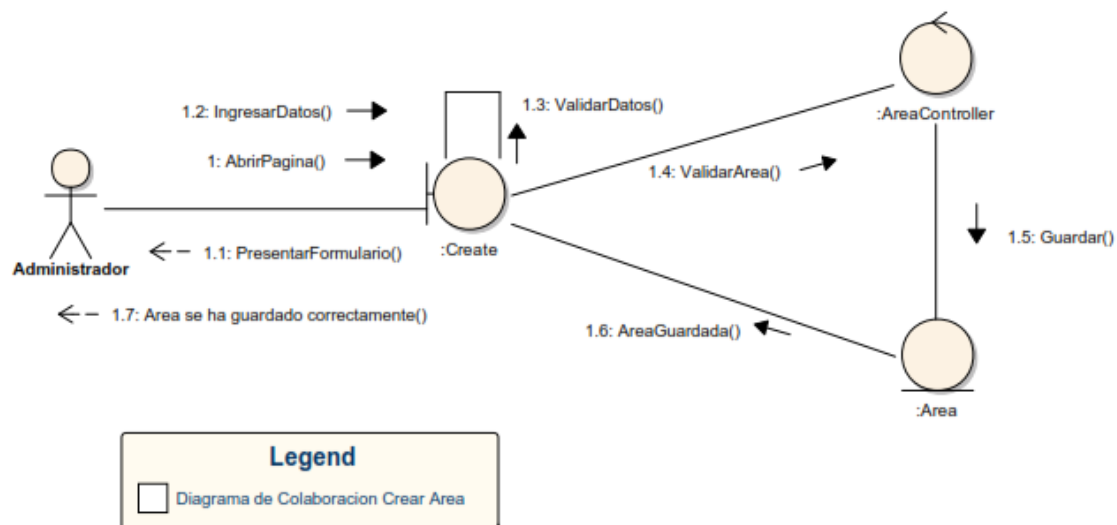 :AreaController
1.2: IngresarDatos()
1.3: ValidarDatos()
1: AbrirPagina()
1.4: ValidarArea()
1.5: Guardar()
:Create
1.1: PresentarFormulario()
Administrador
1.7: Area se ha guardado correctamente()
1.6: AreaGuardada()
:Area
Legend
Diagrama de Colaboracion Crear Area